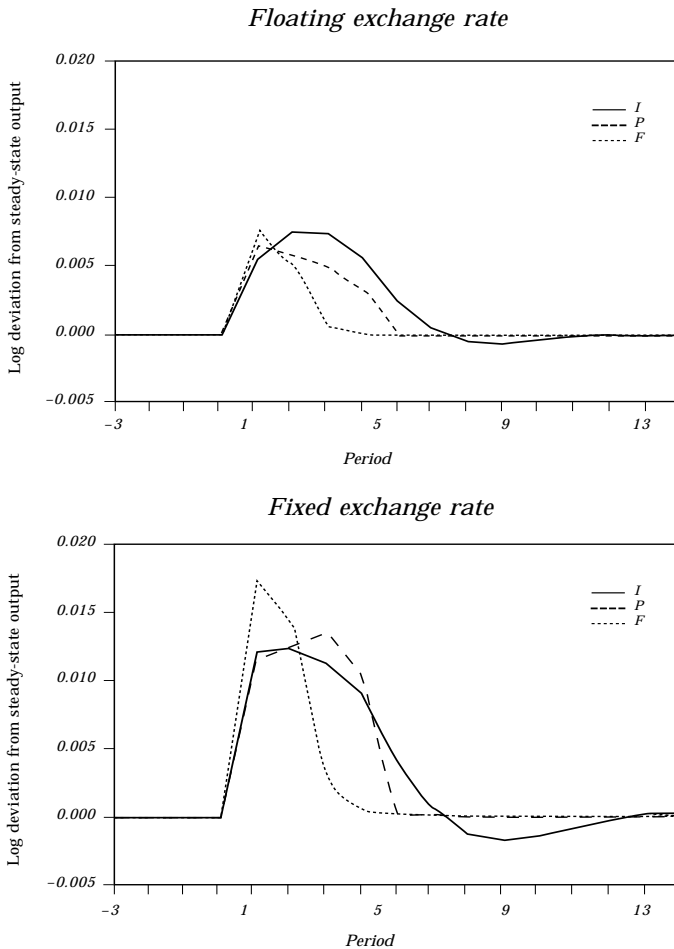 Floating exchange rate
Log deviation from steady-state output
0.020
0.015
0.010
0.005
0.000
−0.005
I
P
F
−3 1 5 9 13
Period
Fixed exchange rate
Log deviation from steady-state output
0.020
0.015
0.010
0.005
0.000
−0.005
I
P
F
−3 1 5 9 13
Period